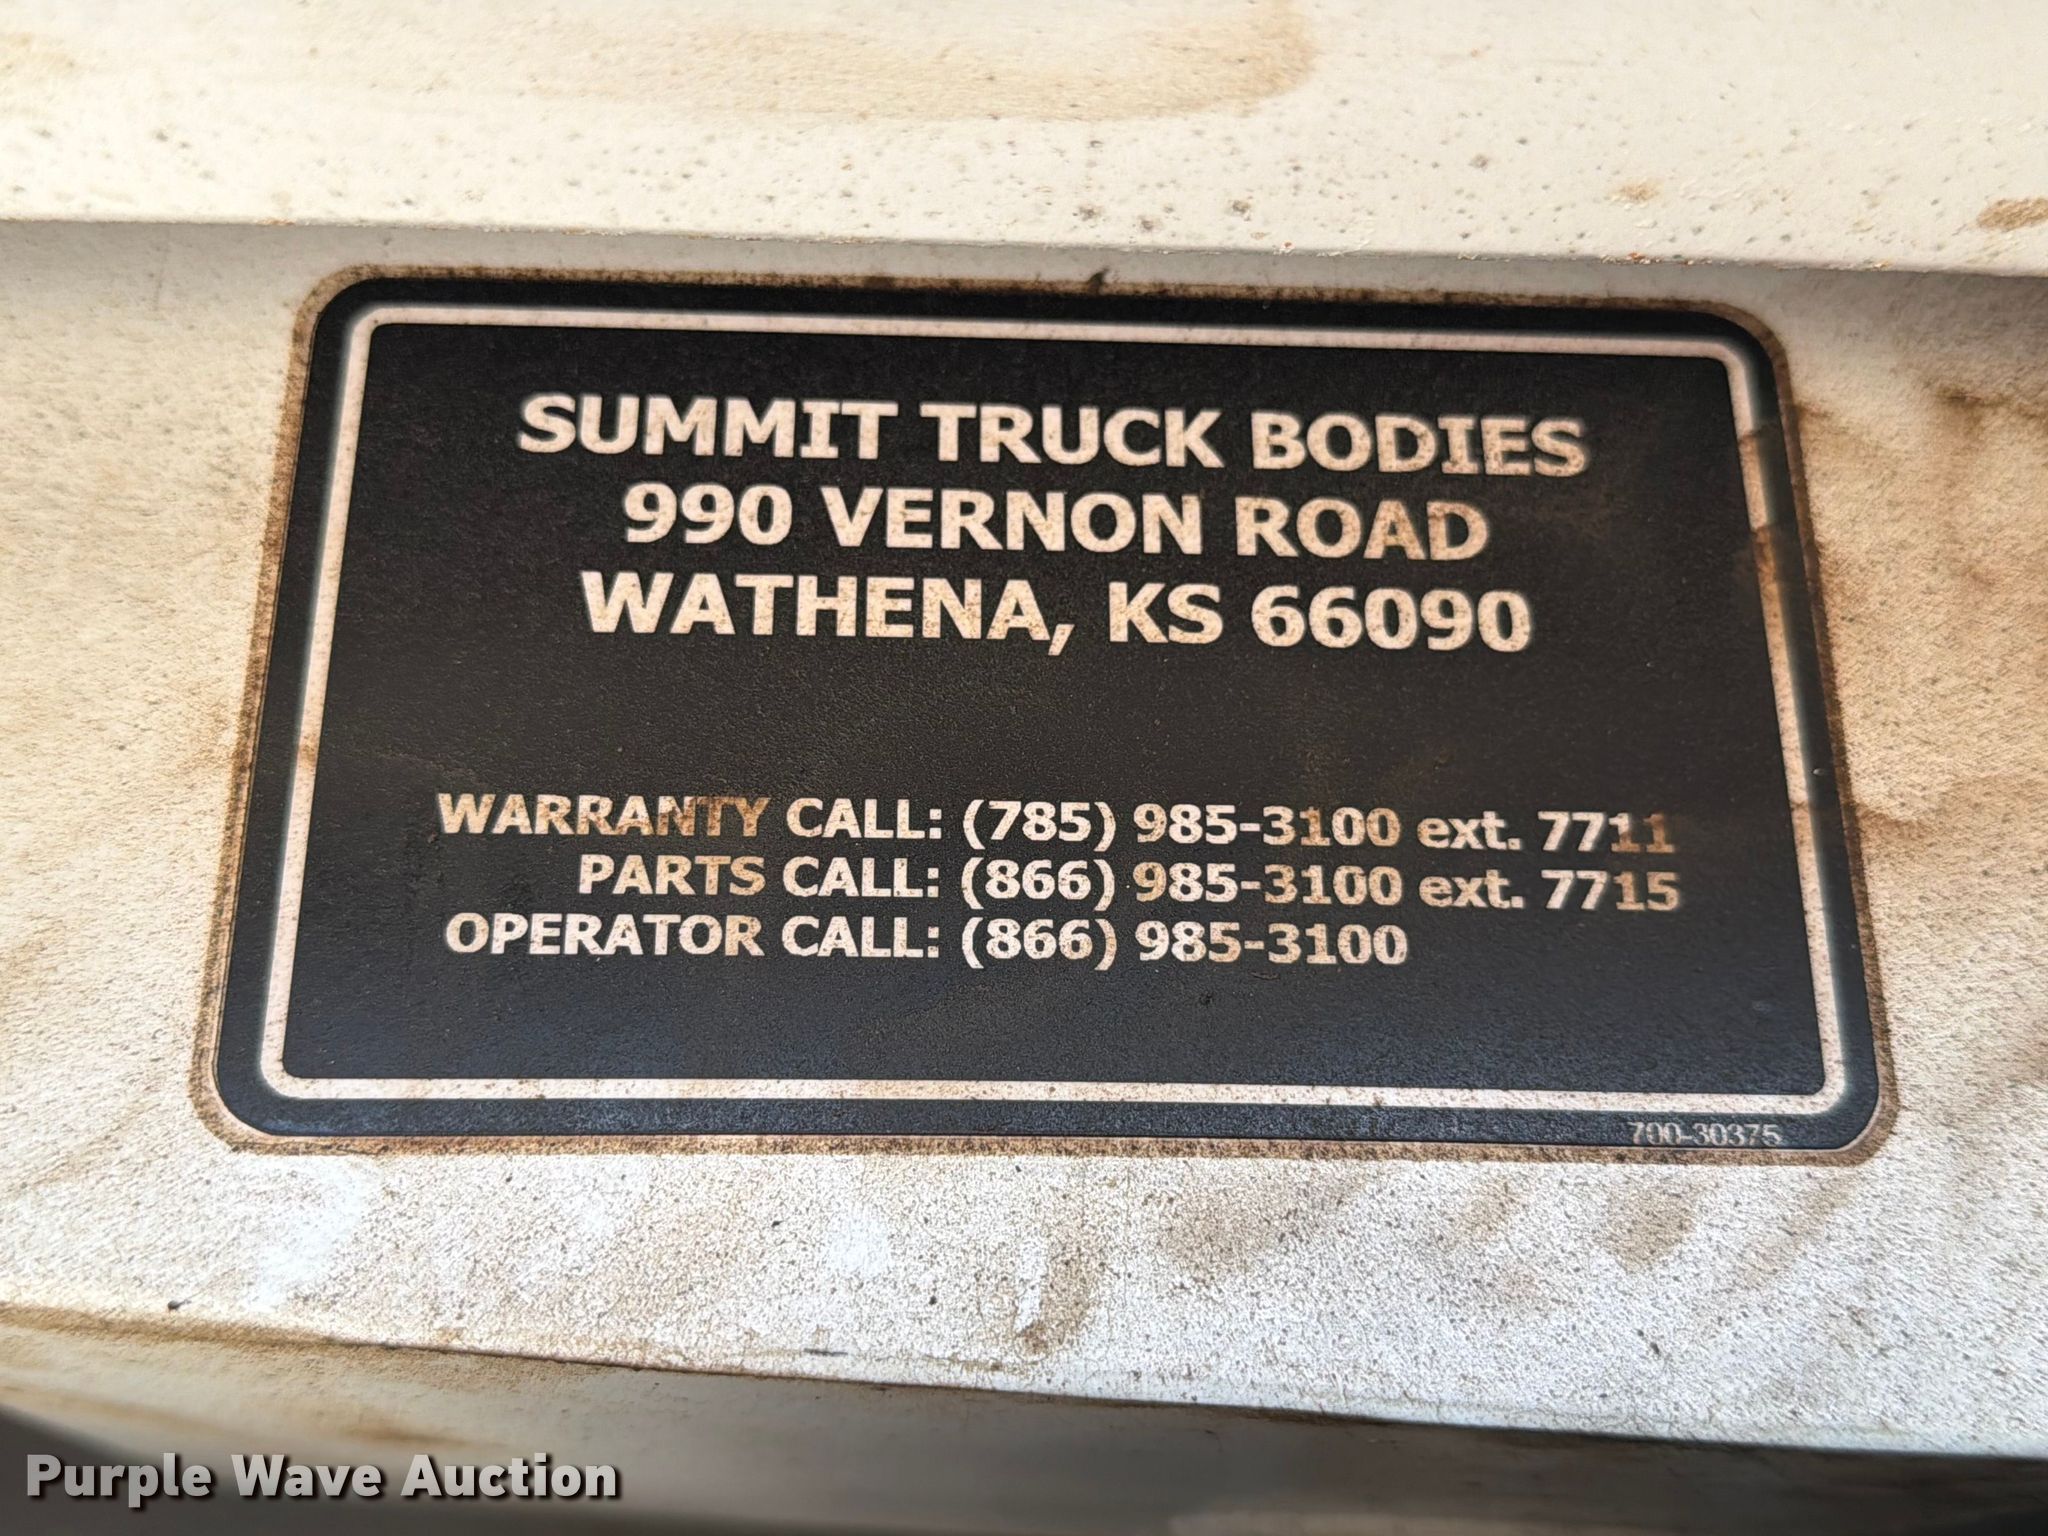 SUMMIT TRUCK BODIES
990 VERNON ROAD
WATHENA, KS 66090
WARRANTY CALL: (785) 985-3100 ext. 7711
PARTS CALL: (866) 985-3100 ext. 7715
OPERATOR CALL: (866) 985-3100
700-30375
Purple Wave Auction